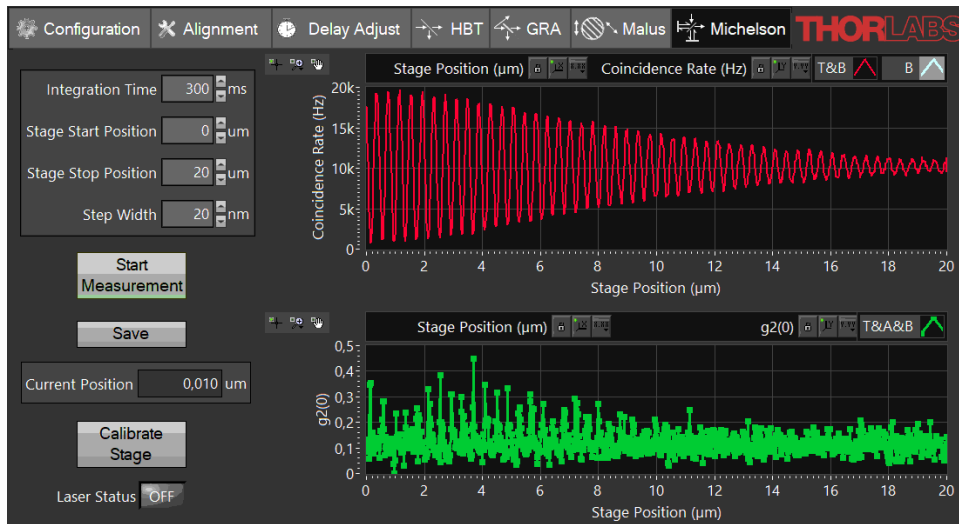 Configuration Alignment Delay Adjust HBT GRA Malus Michelson THORLABS
Integration Time 300 ms
Stage Start Position 0 um
Stage Stop Position 20 um
Step Width 20 nm
Start
Measurement
Save
Current Position 0,010 um
Calibrate
Stage
Laser Status OFF
Stage Position (µm) Coincidence Rate (Hz) T&B B
Coincidence Rate (Hz)
20k
15k
10k
5k
0
0 2 4 6 8 10 12 14 16 18 20
Stage Position (µm)
Stage Position (µm) g2(0) T&A&B
g2(0)
0,5
0,4
0,3
0,2
0,1
0
0 2 4 6 8 10 12 14 16 18 20
Stage Position (µm)